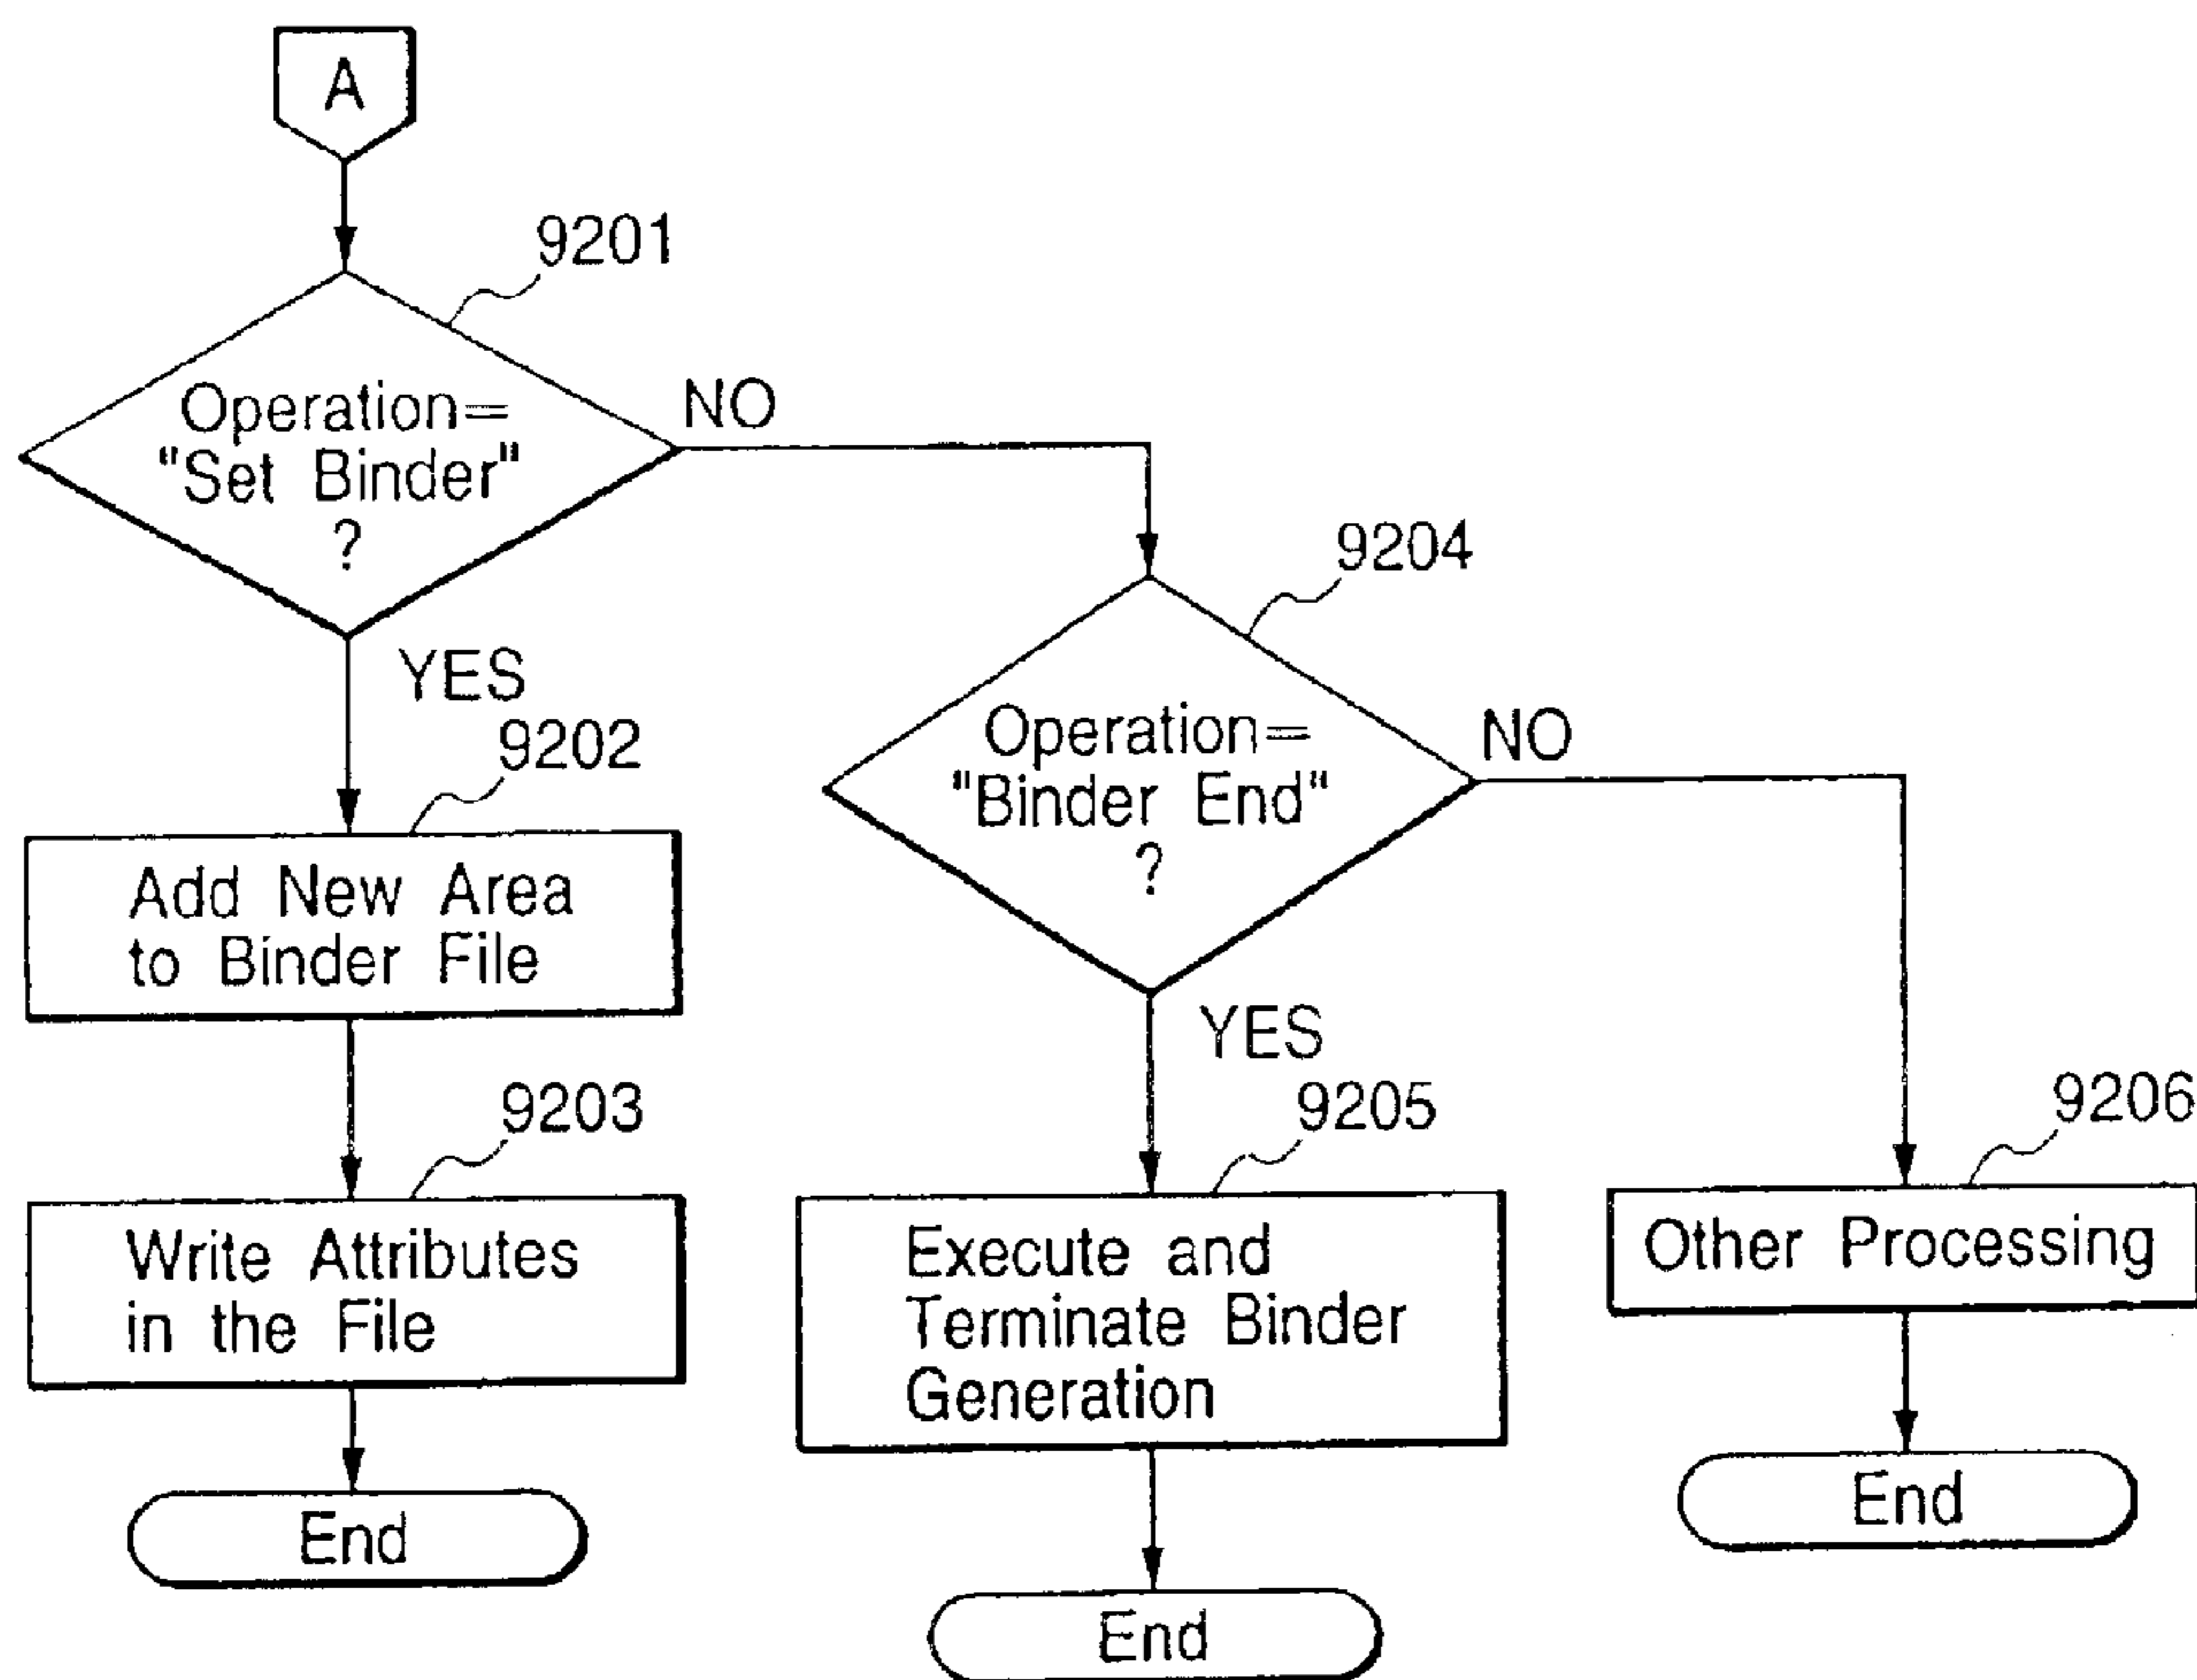 A
9201
Operation=
"Set Binder"
?
NO
YES
9202
Add New Area
to Binder File
9203
Write Attributes
in the File
End
9204
Operation=
"Binder End"
?
NO
YES
9205
Execute and
Terminate Binder
Generation
End
9206
Other Processing
End